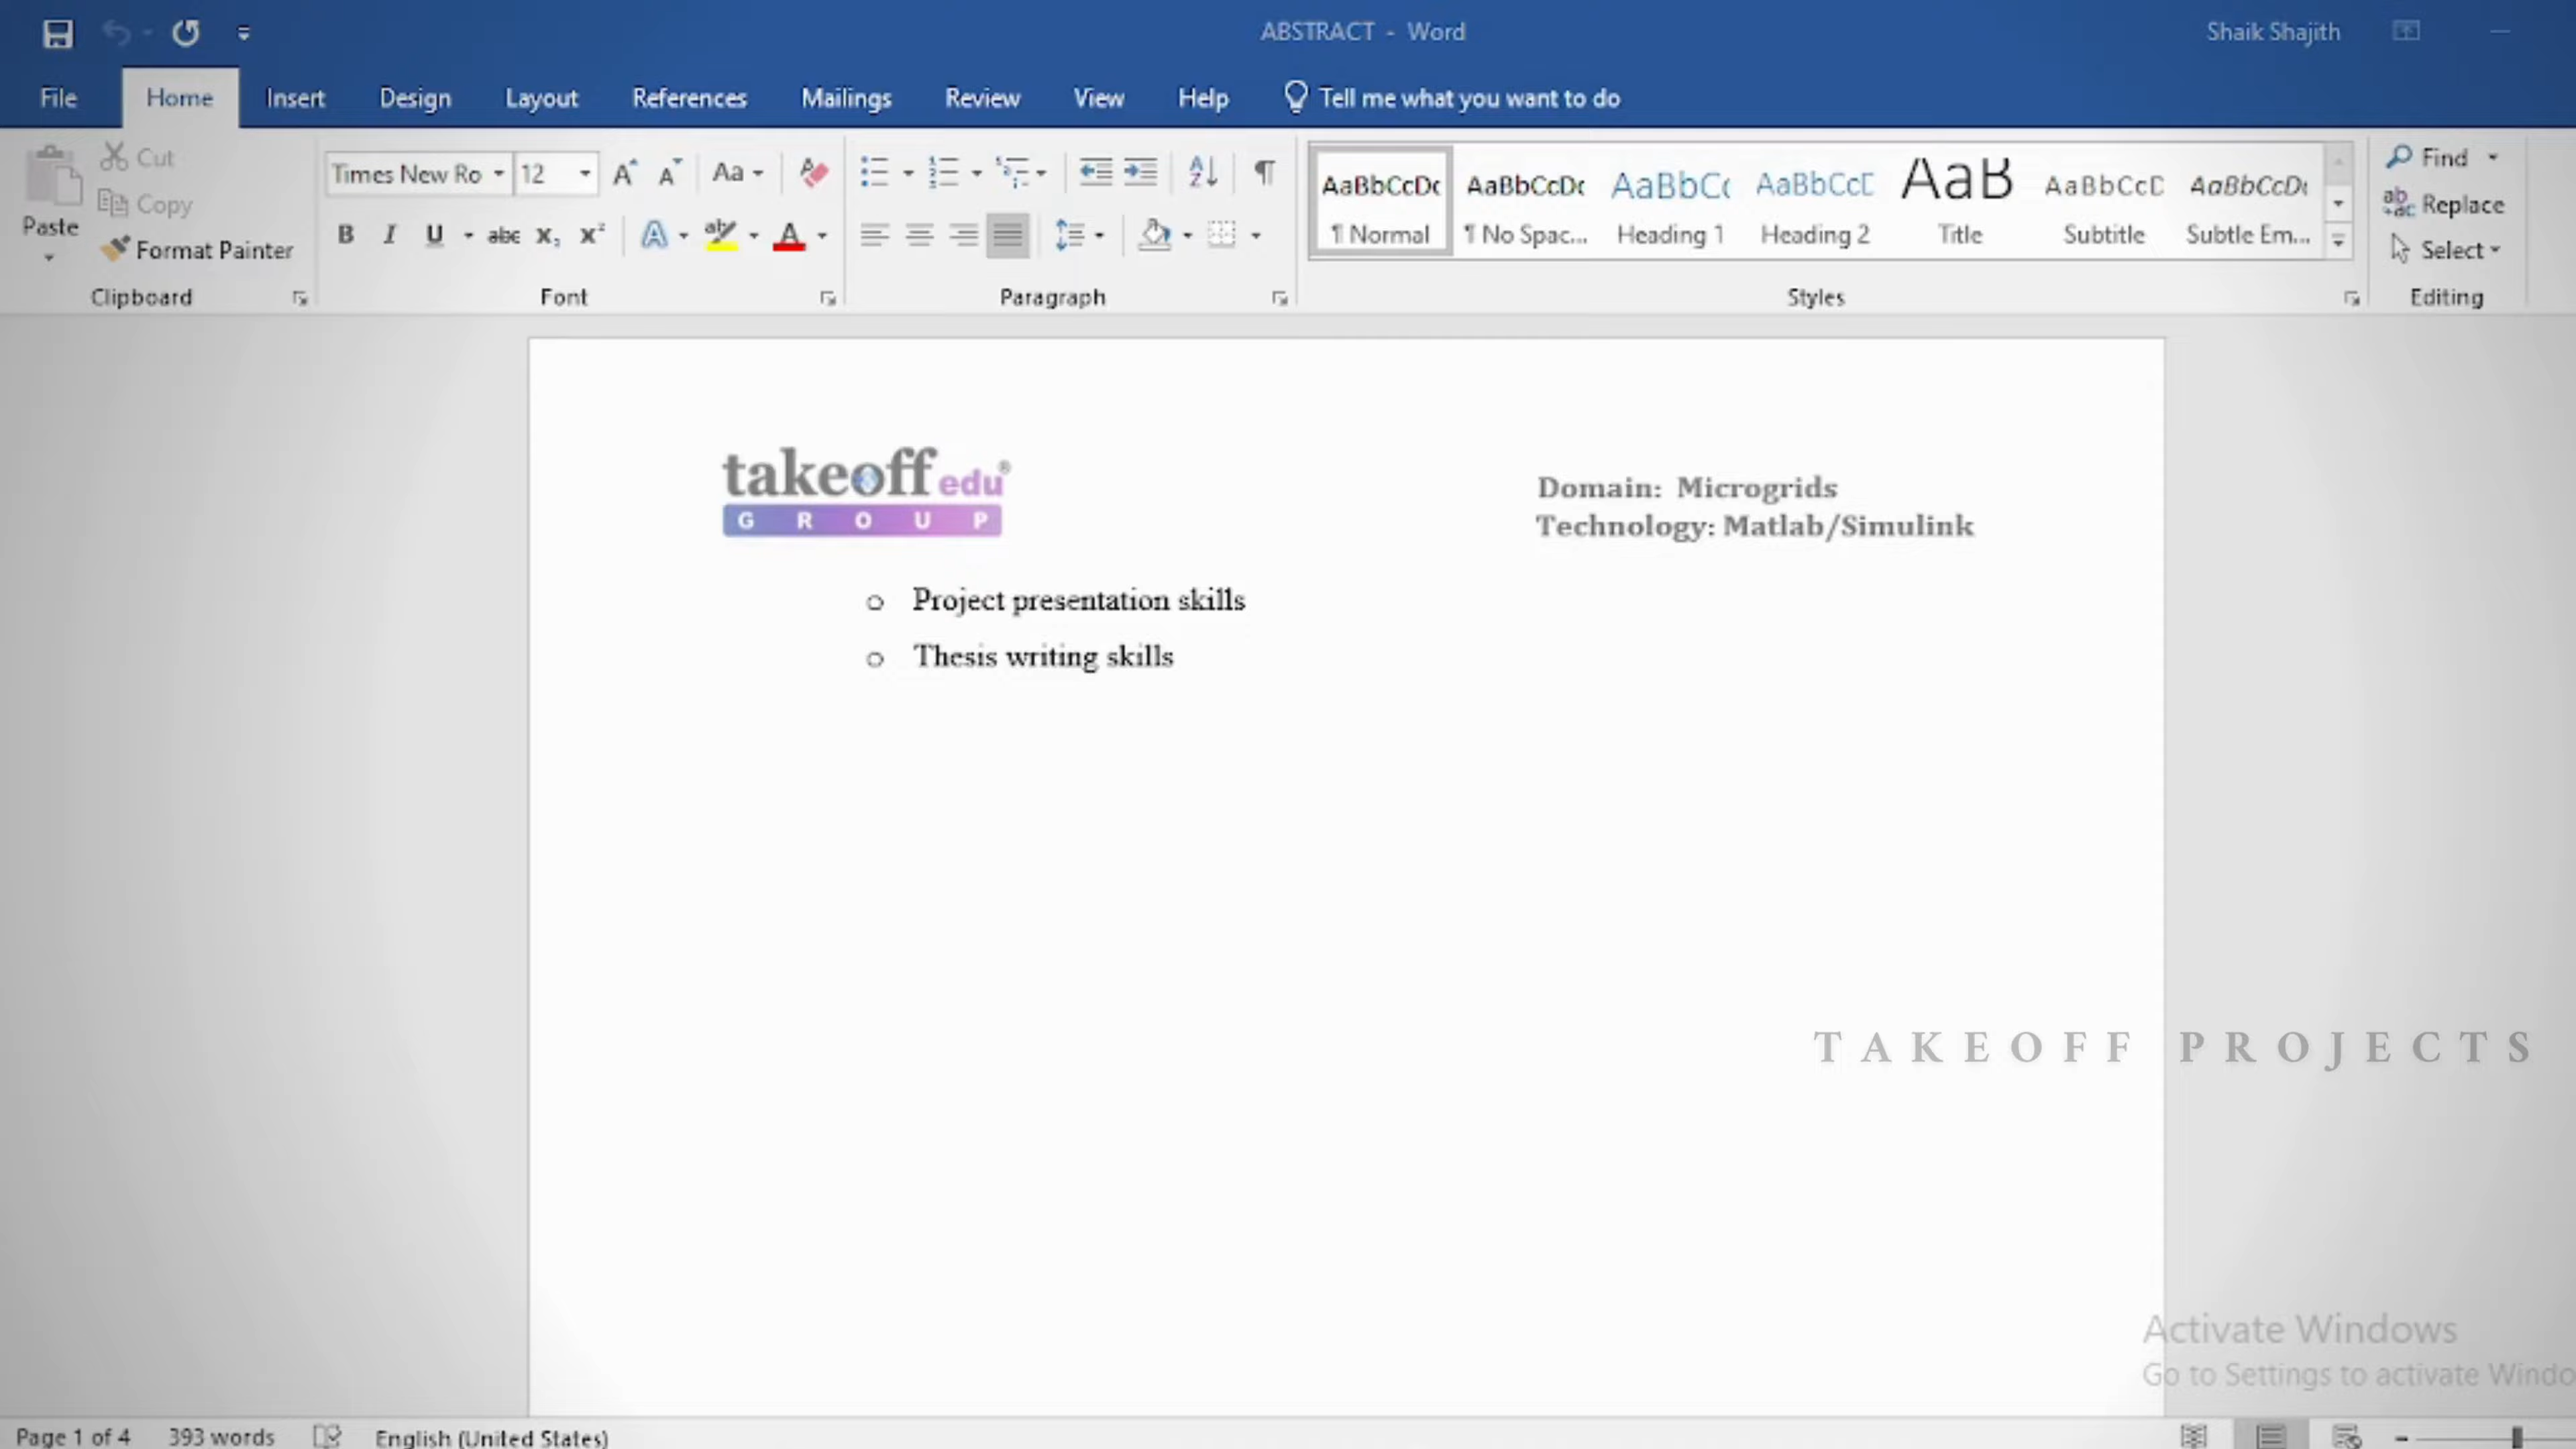 ABSTRACT - Word
Shaik Shajith
File Home Insert Design Layout References Mailings Review View Help Tell me what you want to do
Paste
Cut
Copy
Format Painter
Clipboard
Times New Ro 12
Font
Paragraph
AaBbCcDc AaBbCcDc AaBbCc AaBbCcD AaB AaBbCcD AaBbCcDc
¶ Normal ¶ No Spac... Heading 1 Heading 2 Title Subtitle Subtle Em...
Styles
Find
Replace
Select
Editing
takeoff edu®
GROUP
Domain: Microgrids
Technology: Matlab/Simulink
o Project presentation skills
o Thesis writing skills
TAKEOFF PROJECTS
Activate Windows
Go to Settings to activate Windo
Page 1 of 4 393 words English (United States)